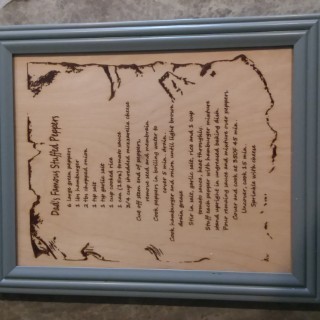 Dad's Famous Stuffed Peppers
6 large green peppers
1 lbs hamburger
2 tbs chopped onion
1 tsp salt
1 tsp garlic salt
1 cup cooked rice
1 can (15oz) tomato sauce
3/4 cup shredded mozzarella cheese
Cut off stem end of peppers,
remove seed and membrain.
Cook peppers in boiling water to
cover 5 min. drain.
Cook hamburger and onion until light brown
drain grease
Stir in salt, garlic salt, rice and 1 cup
tomato sauce, heat throughly.
Stuff each pepper with hamburger mixture
stand upright in ungreased baking dish.
Pour remaing sauce and mixture over peppers
Cover and cook at 350F 45 min.
Uncover, cook 15 min.
Sprinkle with cheese